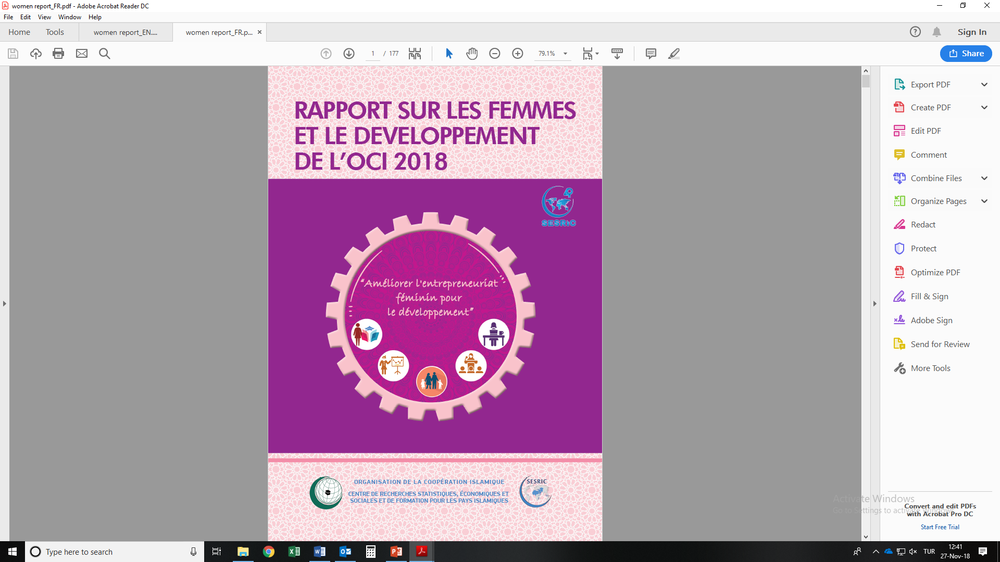 women report_FR.pdf - Adobe Acrobat Reader DC
File Edit View Window Help
Home Tools women report_EN.... women report_FR.p... Sign In
1 / 177 79.1% Share
RAPPORT SUR LES FEMMES
ET LE DEVELOPPEMENT
DE L’OCI 2018
SESRIC
“Améliorer l'entrepreneuriat
féminin pour
le développement”
ORGANISATION DE LA COOPÉRATION ISLAMIQUE
CENTRE DE RECHERCHES STATISTIQUES, ÉCONOMIQUES ET
SOCIALES ET DE FORMATION POUR LES PAYS ISLAMIQUES
SESRIC
Export PDF
Create PDF
Edit PDF
Comment
Combine Files
Organize Pages
Redact
Protect
Optimize PDF
Fill & Sign
Adobe Sign
Send for Review
More Tools
Activate Windows
Go to Settings to activate Windows.
Convert and edit PDFs
with Acrobat Pro DC
Start Free Trial
Type here to search
TUR
12:41
27-Nov-18